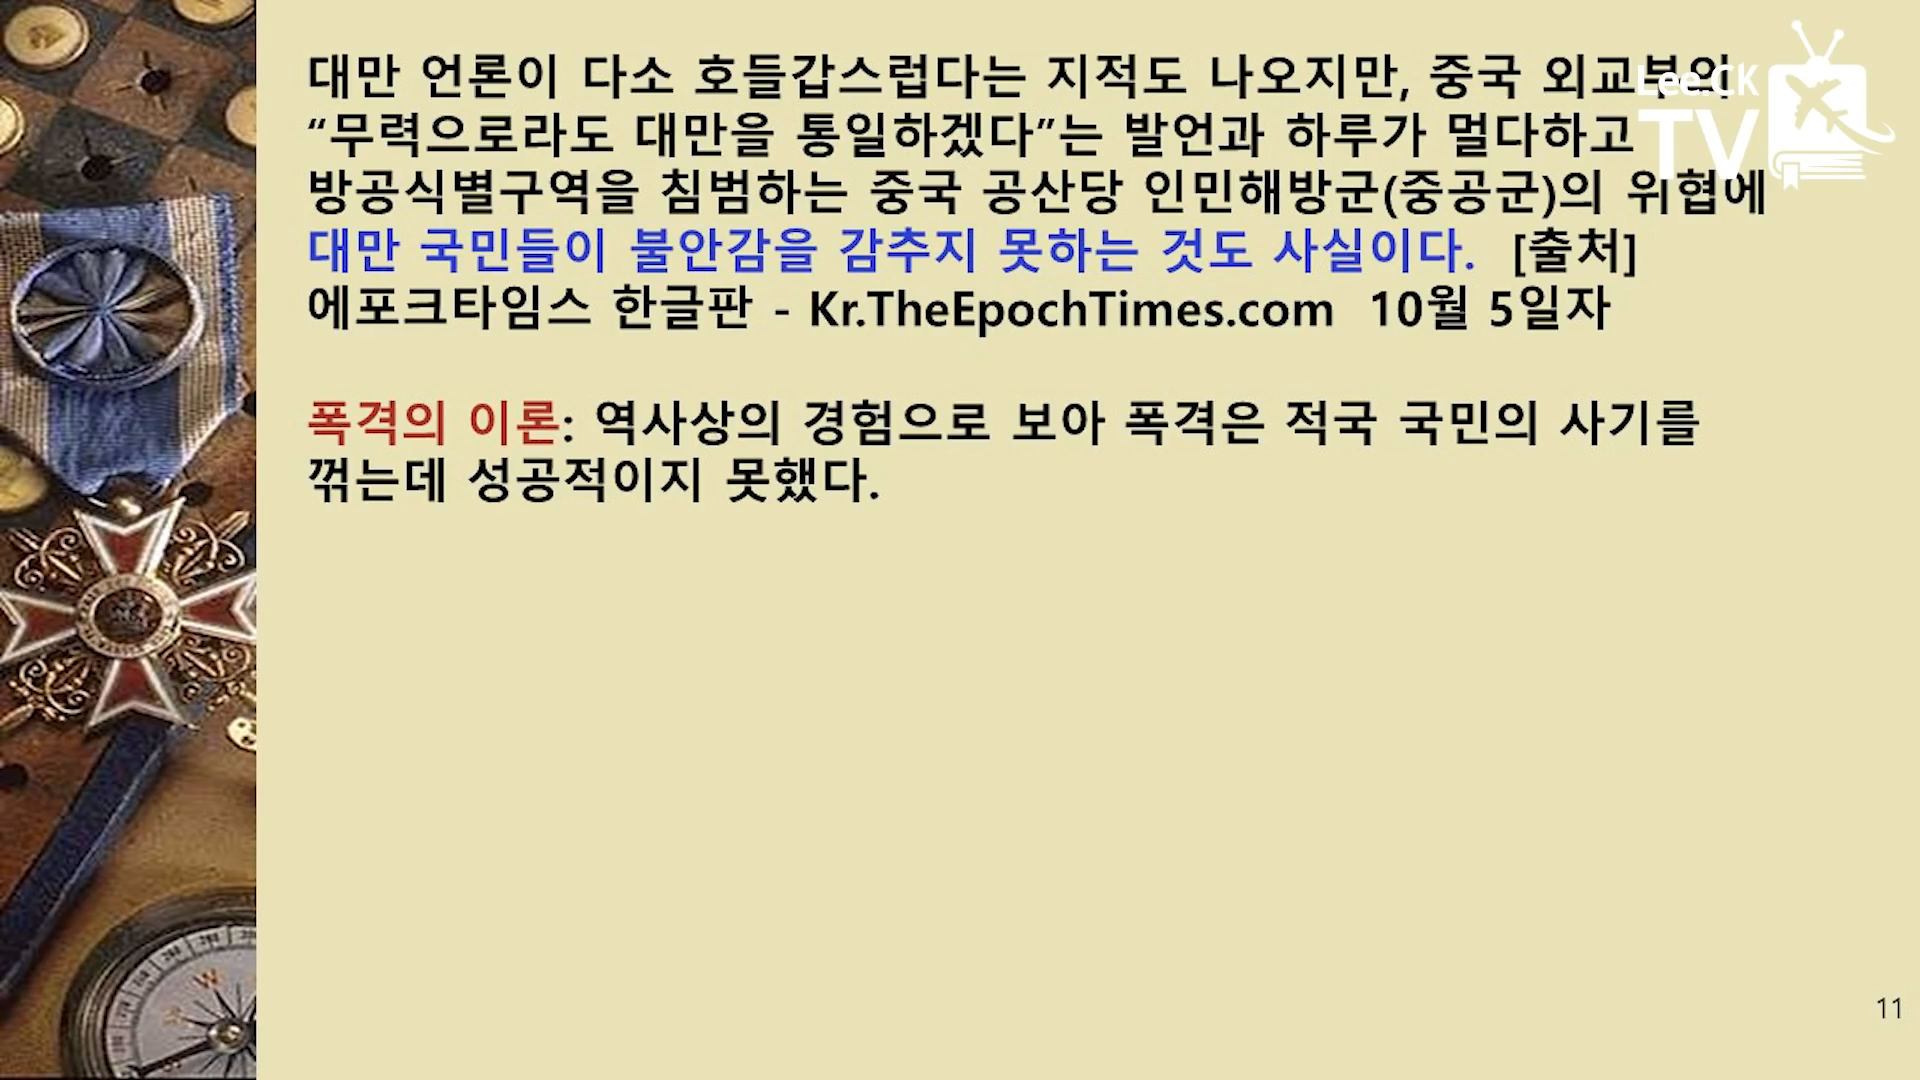 대만 언론이 다소 호들갑스럽다는 지적도 나오지만, 중국 외교부의
“무력으로라도 대만을 통일하겠다”는 발언과 하루가 멀다하고
방공식별구역을 침범하는 중국 공산당 인민해방군(중공군)의 위협에
대만 국민들이 불안감을 감추지 못하는 것도 사실이다. [출처]
에포크타임스 한글판 - Kr.TheEpochTimes.com 10월 5일자
폭격의 이론: 역사상의 경험으로 보아 폭격은 적국 국민의 사기를
꺾는데 성공적이지 못했다.
Lee.CK
TV
W
11